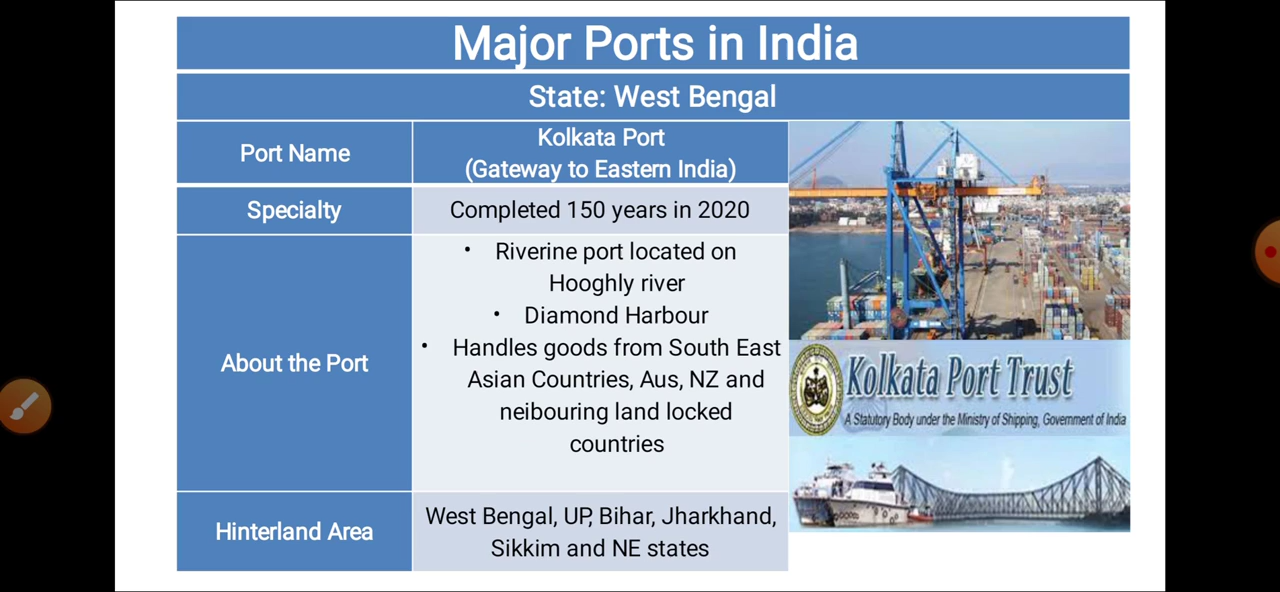 Major Ports in India
State: West Bengal
Port Name
Kolkata Port
(Gateway to Eastern India)
Specialty
Completed 150 years in 2020
About the Port
• Riverine port located on
Hooghly river
• Diamond Harbour
• Handles goods from South East
Asian Countries, Aus, NZ and
neibouring land locked
countries
Hinterland Area
West Bengal, UP, Bihar, Jharkhand,
Sikkim and NE states
Kolkata Port Trust
A Statutory Body under the Ministry of Shipping, Government of India